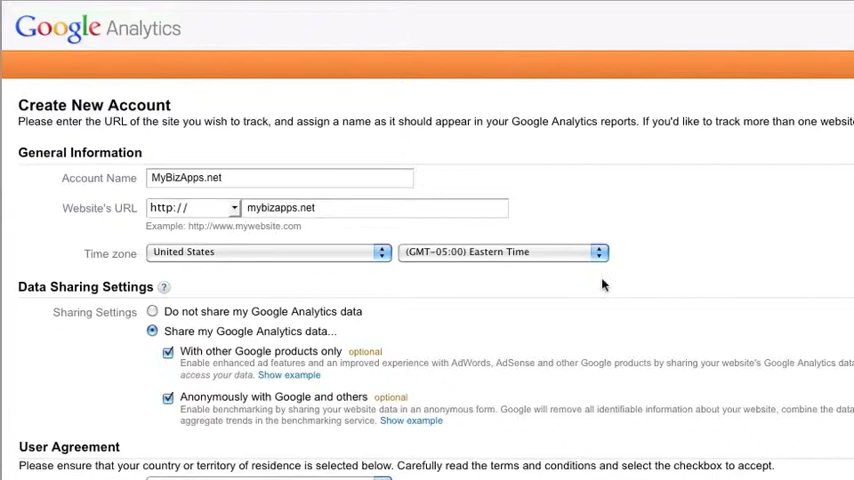 Google Analytics
Create New Account
Please enter the URL of the site you wish to track, and assign a name as it should appear in your Google Analytics reports. If you'd like to track more than one website
General Information
Account Name MyBizApps.net
Website's URL http:// mybizapps.net
Example: http://www.mywebsite.com
Time zone United States (GMT-05:00) Eastern Time
Data Sharing Settings ?
Sharing Settings Do not share my Google Analytics data
Share my Google Analytics data...
With other Google products only optional
Enable enhanced ad features and an improved experience with AdWords, AdSense and other Google products by sharing your website's Google Analytics data
access your data. Show example
Anonymously with Google and others optional
Enable benchmarking by sharing your website data in an anonymous form. Google will remove all identifiable information about your website, combine the data
aggregate trends in the benchmarking service. Show example
User Agreement
Please ensure that your country or territory of residence is selected below. Carefully read the terms and conditions and select the checkbox to accept.